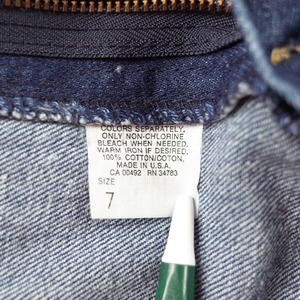 COLORS SEPARATELY.
ONLY NON-CHLORINE
BLEACH WHEN NEEDED.
WARM IRON IF DESIRED.
100% COTTON/COTON.
MADE IN U.S.A.
CA 00492 RN 34783
SIZE
7